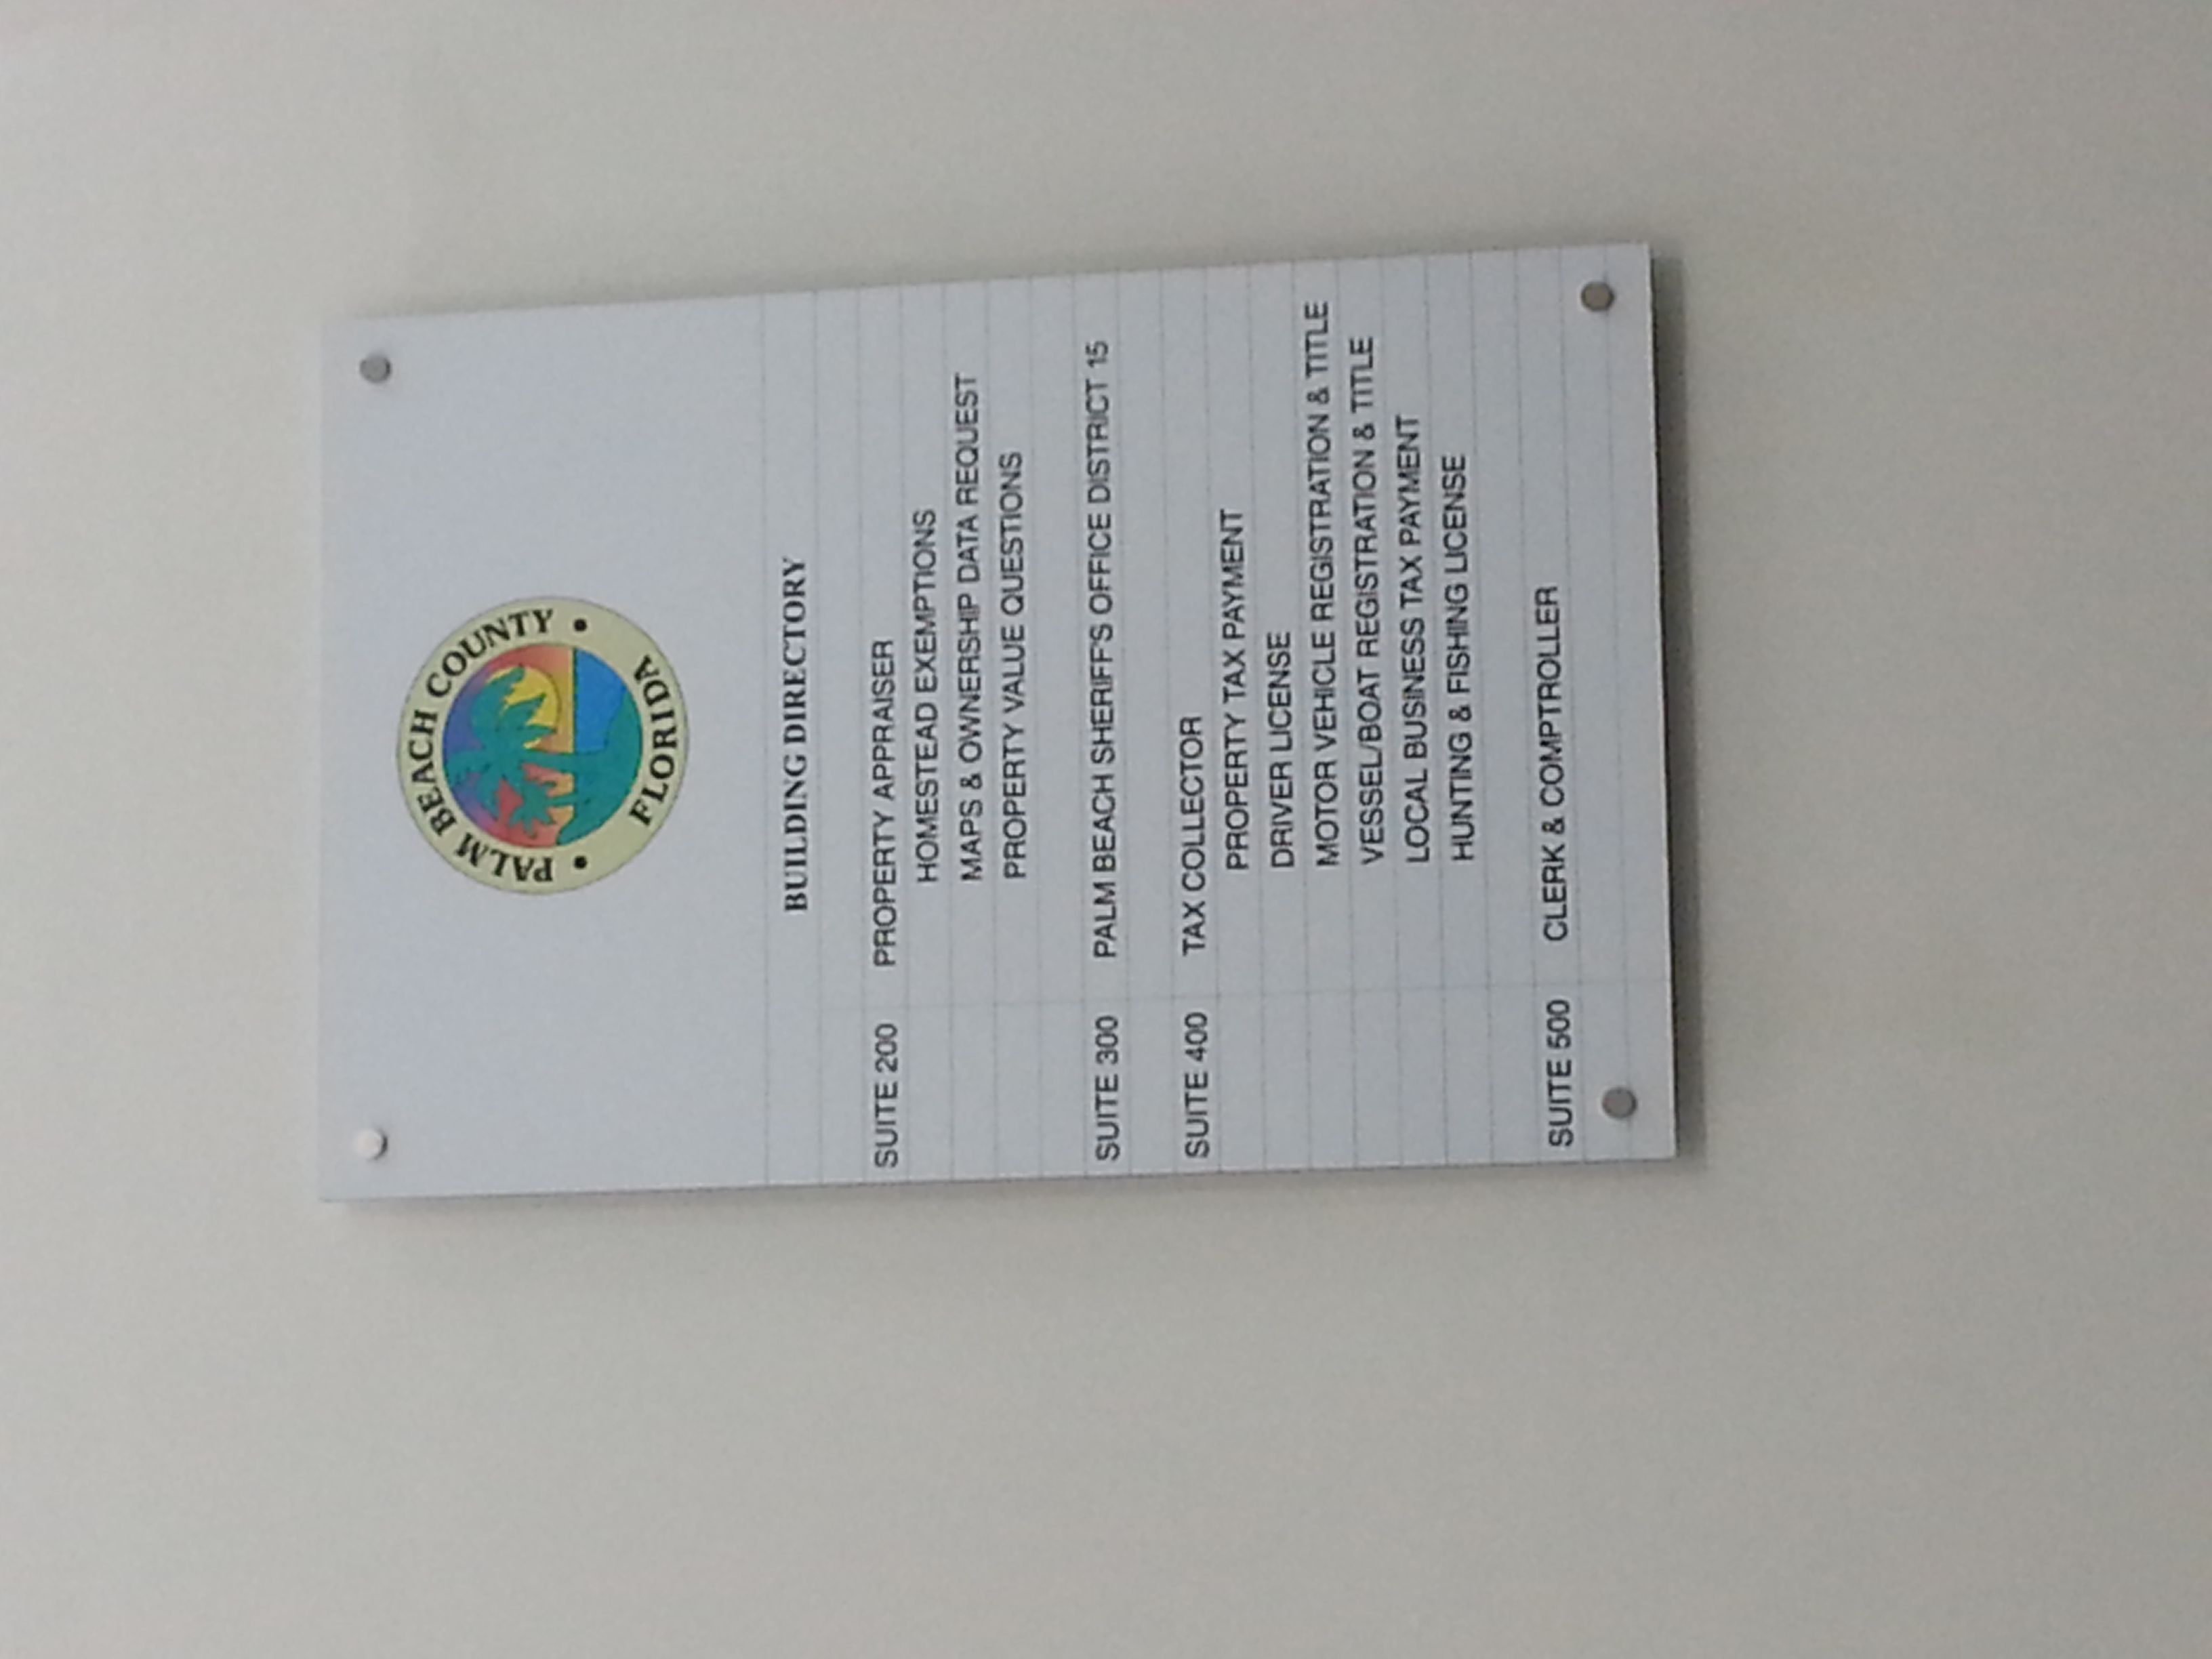 PALM BEACH COUNTY
FLORIDA
BUILDING DIRECTORY
SUITE 200 PROPERTY APPRAISER
HOMESTEAD EXEMPTIONS
MAPS & OWNERSHIP DATA REQUEST
PROPERTY VALUE QUESTIONS
SUITE 300 PALM BEACH SHERIFF'S OFFICE DISTRICT 15
SUITE 400 TAX COLLECTOR
PROPERTY TAX PAYMENT
DRIVER LICENSE
MOTOR VEHICLE REGISTRATION & TITLE
VESSEL/BOAT REGISTRATION & TITLE
LOCAL BUSINESS TAX PAYMENT
HUNTING & FISHING LICENSE
SUITE 500 CLERK & COMPTROLLER